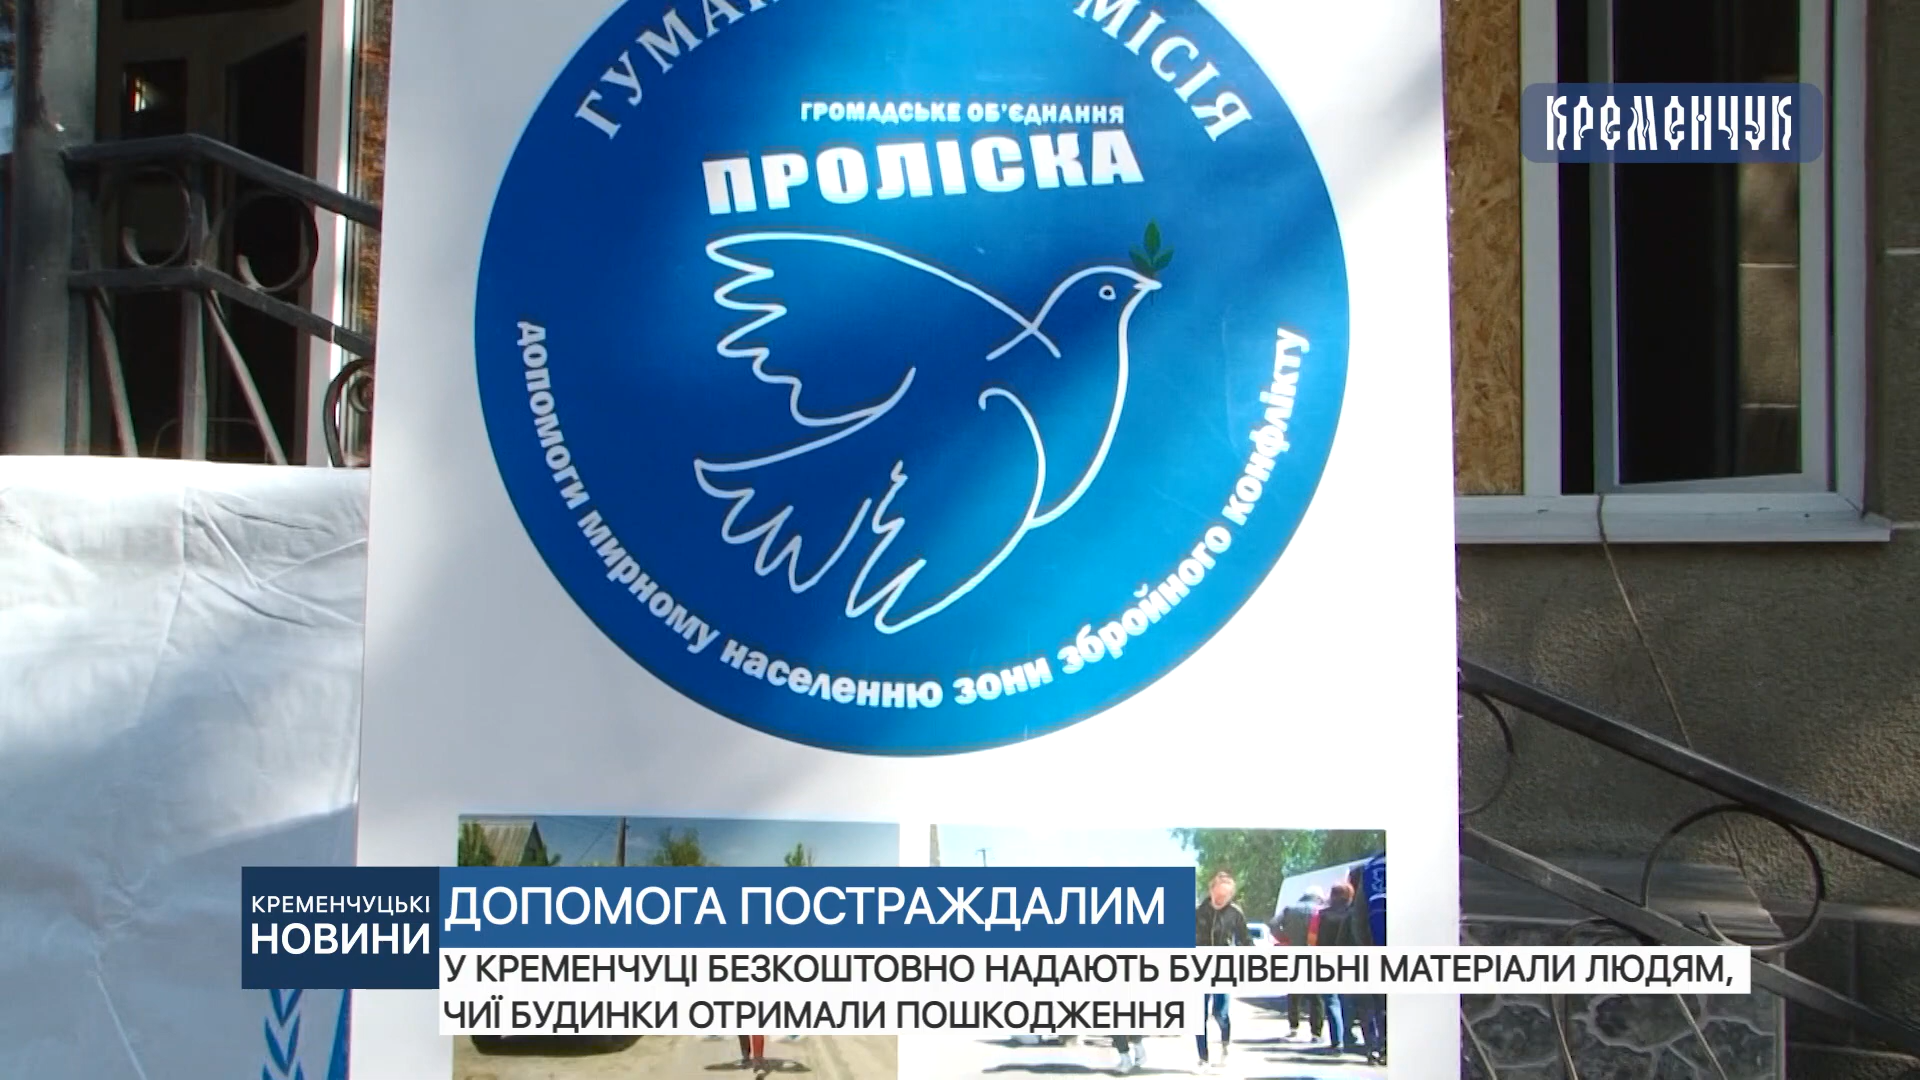 МІСІЯ
ГРОМАДСЬКЕ ОБ'ЄДНАННЯ
ПРОЛІСКА
допомоги мирному населенню зони збройного конфлікту
КРЕМЕНЧУК
КРЕМЕНЧУЦЬКІ
НОВИНИ
ДОПОМОГА ПОСТРАЖДАЛИМ
У КРЕМЕНЧУЦІ БЕЗКОШТОВНО НАДАЮТЬ БУДІВЕЛЬНІ МАТЕРІАЛИ ЛЮДЯМ,
ЧИЇ БУДИНКИ ОТРИМАЛИ ПОШКОДЖЕННЯ